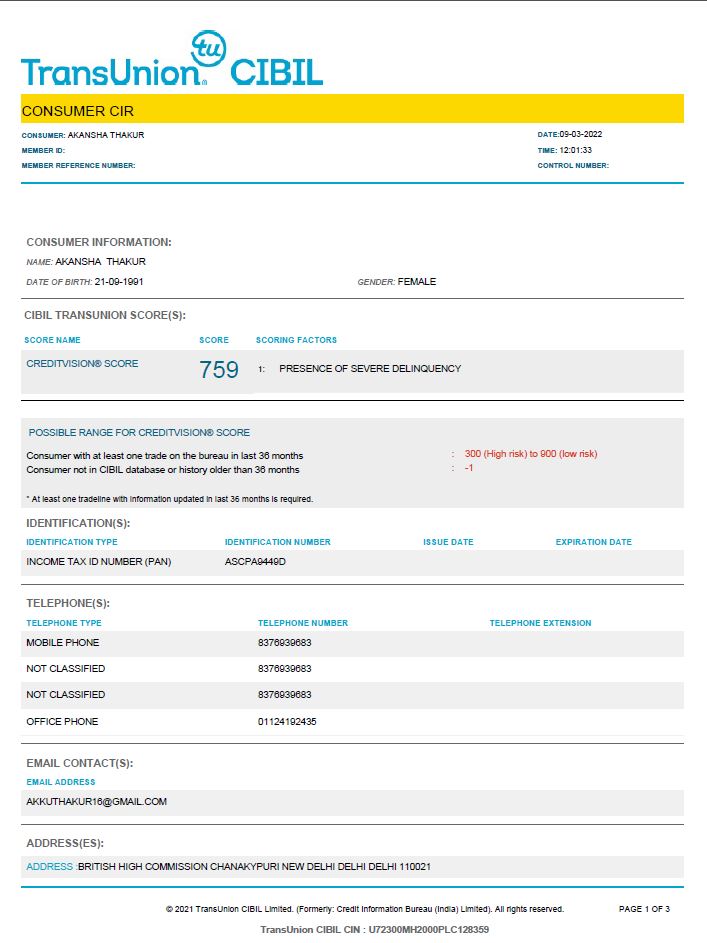 tu
TransUnion® CIBIL
CONSUMER CIR
CONSUMER: AKANSHA THAKUR DATE:09-03-2022
MEMBER ID: TIME: 12:01:33
MEMBER REFERENCE NUMBER: CONTROL NUMBER:
CONSUMER INFORMATION:
NAME: AKANSHA THAKUR
DATE OF BIRTH: 21-09-1991 GENDER: FEMALE
CIBIL TRANSUNION SCORE(S):
SCORE NAME SCORE SCORING FACTORS
CREDITVISION® SCORE 759 1: PRESENCE OF SEVERE DELINQUENCY
POSSIBLE RANGE FOR CREDITVISION® SCORE
Consumer with at least one trade on the bureau in last 36 months : 300 (High risk) to 900 (low risk)
Consumer not in CIBIL database or history older than 36 months : -1
* At least one tradeline with information updated in last 36 months is required.
IDENTIFICATION(S):
IDENTIFICATION TYPE IDENTIFICATION NUMBER ISSUE DATE EXPIRATION DATE
INCOME TAX ID NUMBER (PAN) ASCPA9449D
TELEPHONE(S):
TELEPHONE TYPE TELEPHONE NUMBER TELEPHONE EXTENSION
MOBILE PHONE 8376939683
NOT CLASSIFIED 8376939683
NOT CLASSIFIED 8376939683
OFFICE PHONE 01124192435
EMAIL CONTACT(S):
EMAIL ADDRESS
AKKUTHAKUR16@GMAIL.COM
ADDRESS(ES):
ADDRESS :BRITISH HIGH COMMISSION CHANAKYPURI NEW DELHI DELHI DELHI 110021
© 2021 TransUnion CIBIL Limited. (Formerly: Credit Information Bureau (India) Limited). All rights reserved. PAGE 1 OF 3
TransUnion CIBIL CIN : U72300MH2000PLC128359